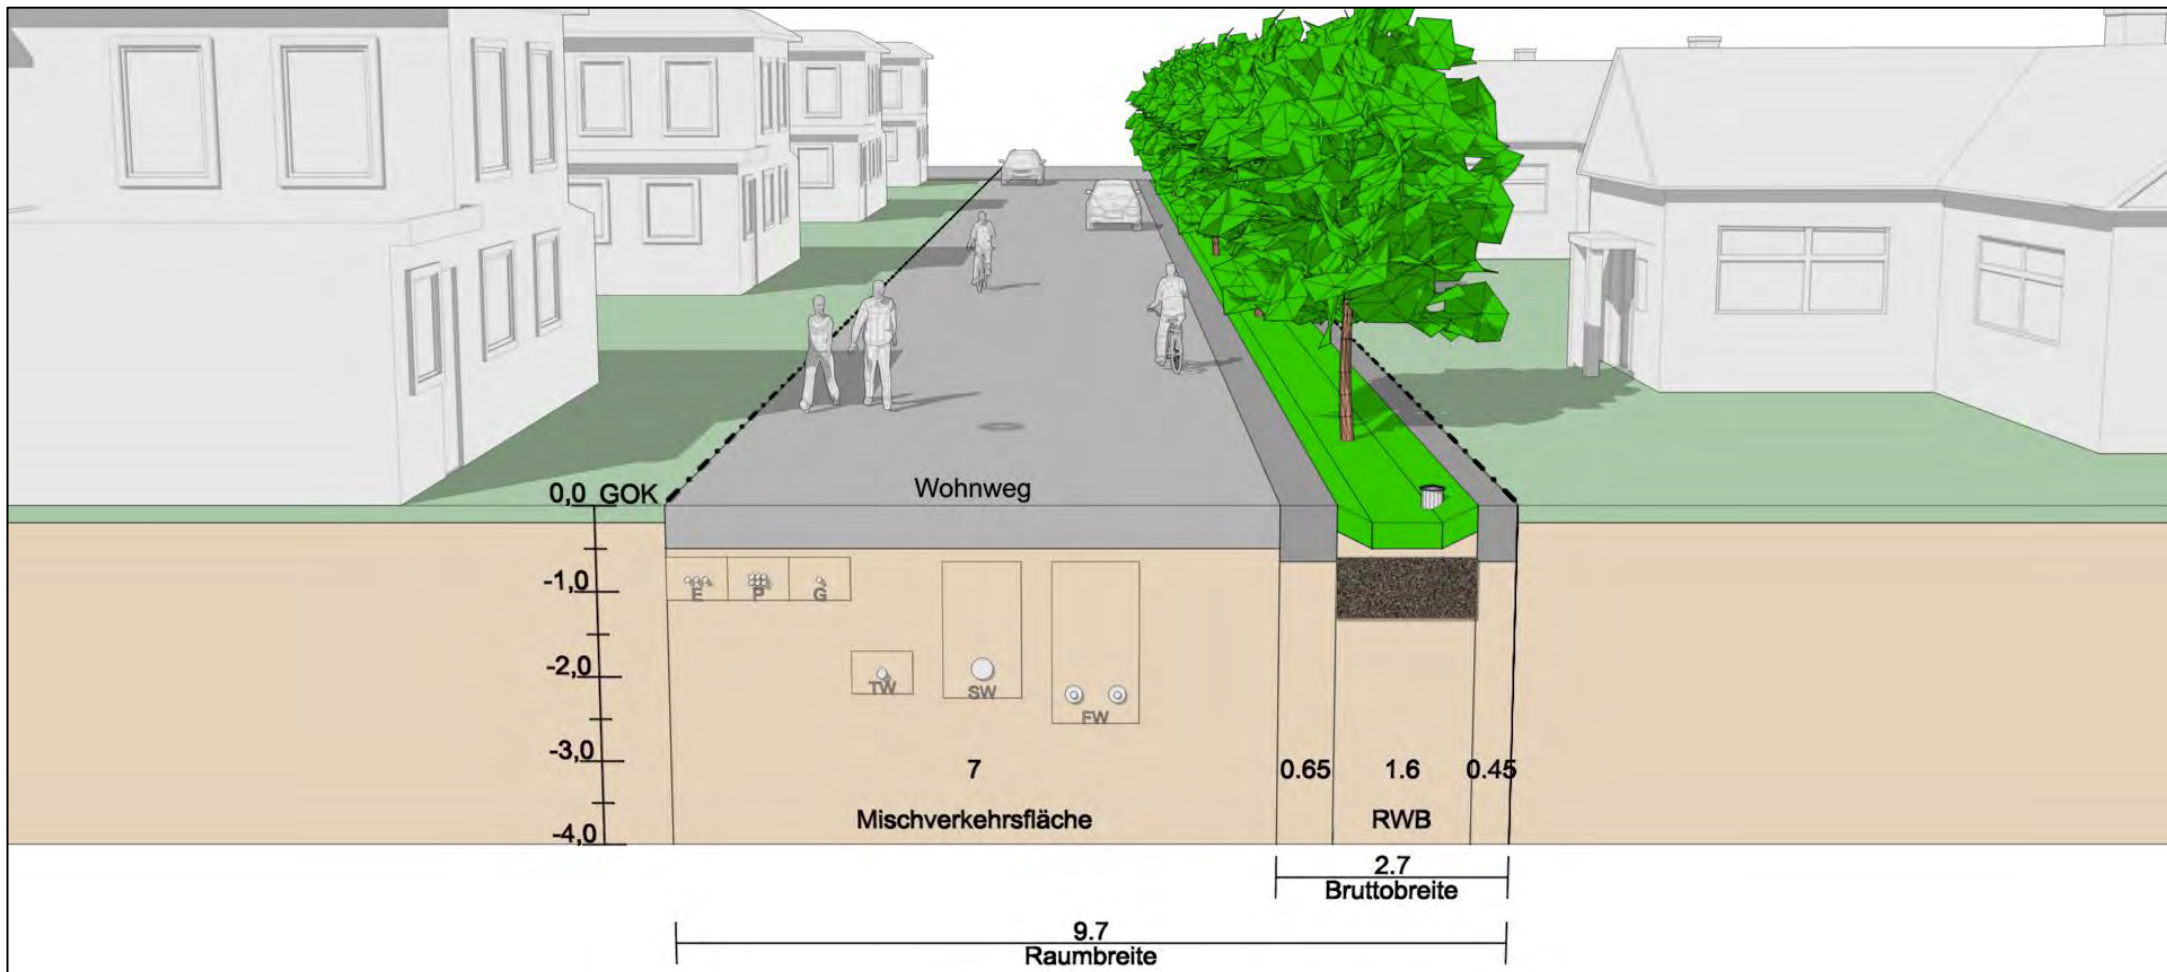 Wohnweg
0,0 GOK
-1,0
E P G
-2,0
TW SW
FW
-3,0
7 0.65 1.6 0.45
Mischverkehrsfläche RWB
-4,0
2.7
Bruttobreite
9.7
Raumbreite